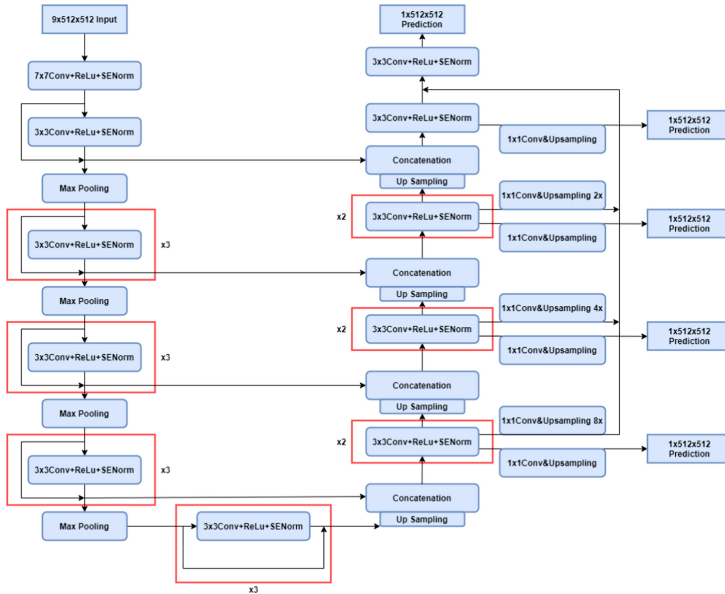 9x512x512 Input
7x7Conv+ReLu+SENorm
3x3Conv+ReLu+SENorm
Max Pooling
3x3Conv+ReLu+SENorm
x3
Max Pooling
3x3Conv+ReLu+SENorm
x3
Max Pooling
3x3Conv+ReLu+SENorm
x3
Max Pooling
3x3Conv+ReLu+SENorm
x3
1x512x512
Prediction
3x3Conv+ReLu+SENorm
3x3Conv+ReLu+SENorm
1x1Conv&Upsampling
1x512x512
Prediction
Concatenation
Up Sampling
x2
3x3Conv+ReLu+SENorm
1x1Conv&Upsampling 2x
1x1Conv&Upsampling
1x512x512
Prediction
Concatenation
Up Sampling
x2
3x3Conv+ReLu+SENorm
1x1Conv&Upsampling 4x
1x1Conv&Upsampling
1x512x512
Prediction
Concatenation
Up Sampling
x2
3x3Conv+ReLu+SENorm
1x1Conv&Upsampling 8x
1x1Conv&Upsampling
1x512x512
Prediction
Concatenation
Up Sampling